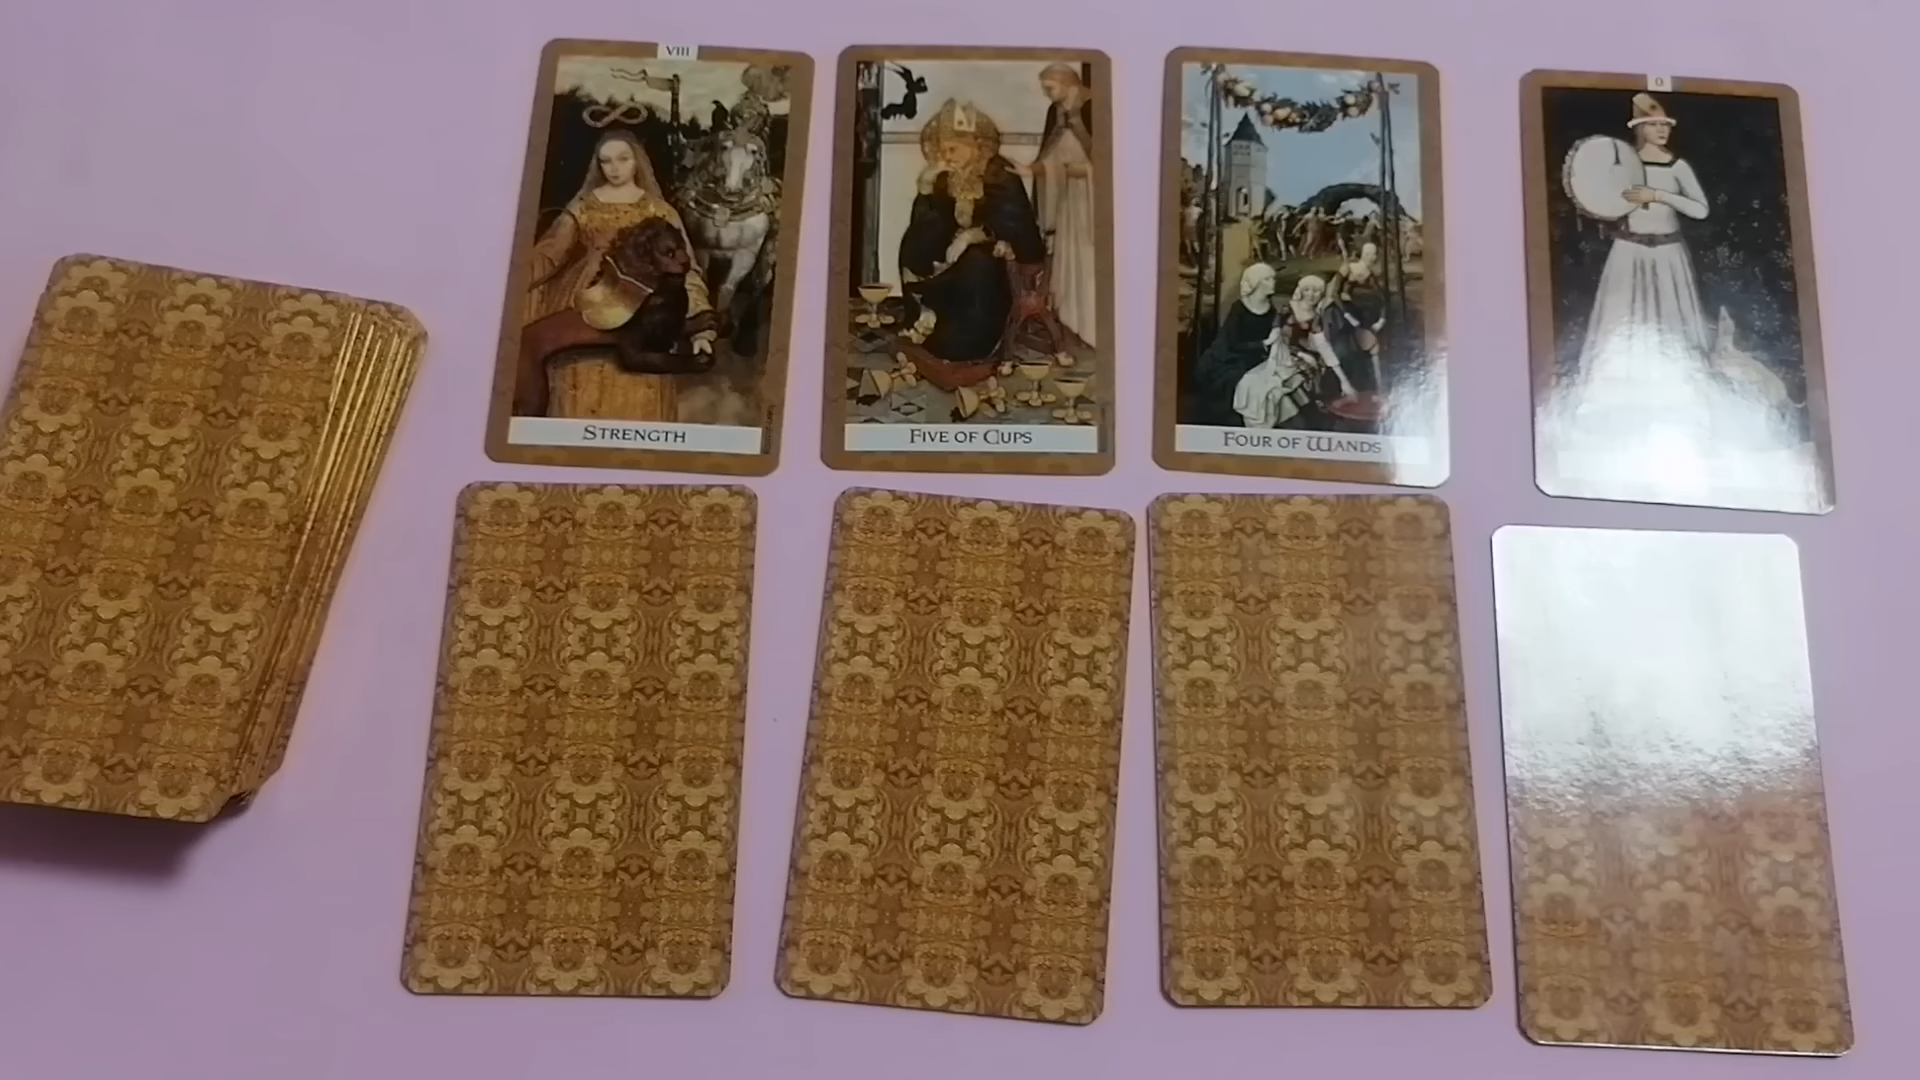 VIII
0
STRENGTH
FIVE OF CUPS
FOUR OF WANDS